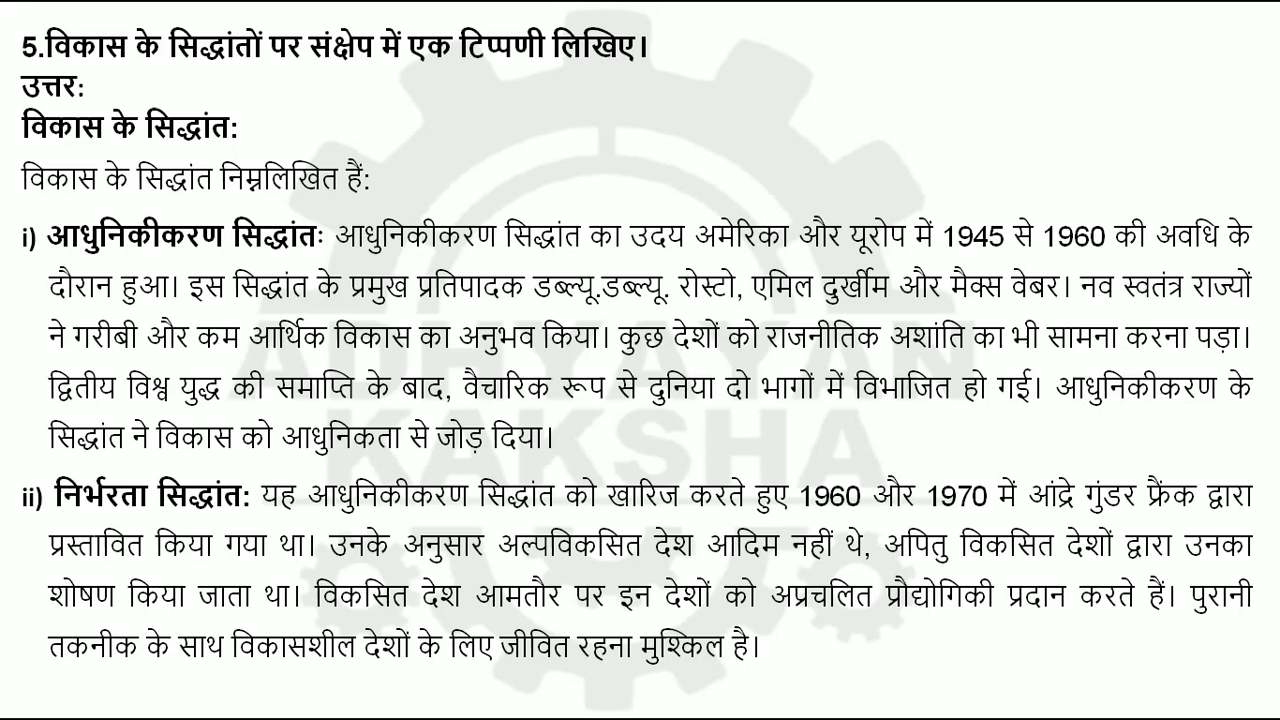 5.विकास के सिद्धांतों पर संक्षेप में एक टिप्पणी लिखिए।
उत्तर:
विकास के सिद्धांत:
विकास के सिद्धांत निम्नलिखित हैं:
i) आधुनिकीकरण सिद्धांतः आधुनिकीकरण सिद्धांत का उदय अमेरिका और यूरोप में 1945 से 1960 की अवधि के
दौरान हुआ। इस सिद्धांत के प्रमुख प्रतिपादक डब्ल्यू.डब्ल्यू. रोस्टो, एमिल दुर्खीम और मैक्स वेबर। नव स्वतंत्र राज्यों
ने गरीबी और कम आर्थिक विकास का अनुभव किया। कुछ देशों को राजनीतिक अशांति का भी सामना करना पड़ा।
द्वितीय विश्व युद्ध की समाप्ति के बाद, वैचारिक रूप से दुनिया दो भागों में विभाजित हो गई। आधुनिकीकरण के
सिद्धांत ने विकास को आधुनिकता से जोड़ दिया।
ii) निर्भरता सिद्धांत: यह आधुनिकीकरण सिद्धांत को खारिज करते हुए 1960 और 1970 में आंद्रे गुंडर फ्रैंक द्वारा
प्रस्तावित किया गया था। उनके अनुसार अल्पविकसित देश आदिम नहीं थे, अपितु विकसित देशों द्वारा उनका
शोषण किया जाता था। विकसित देश आमतौर पर इन देशों को अप्रचलित प्रौद्योगिकी प्रदान करते हैं। पुरानी
तकनीक के साथ विकासशील देशों के लिए जीवित रहना मुश्किल है।
ADHYAYAN
KAKSHA